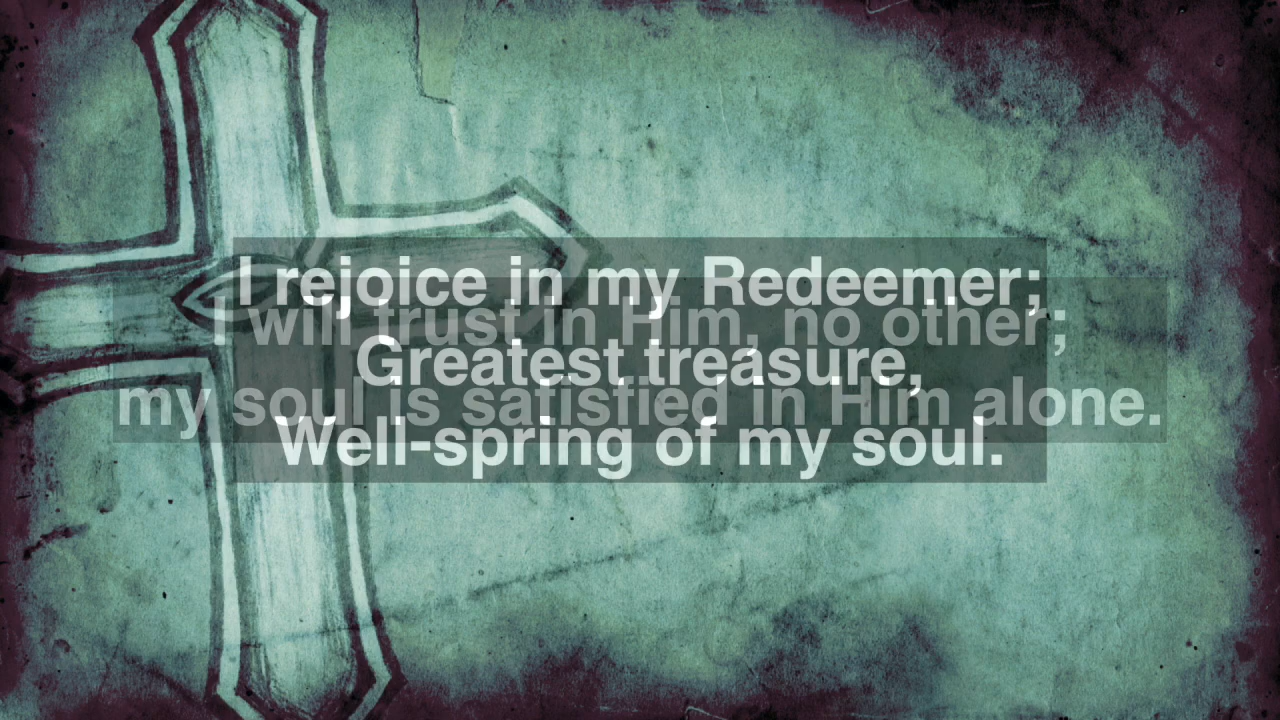 I rejoice in my Redeemer;
Greatest treasure,
Well-spring of my soul.
I will trust in Him, no other;
my soul is satisfied in Him alone.